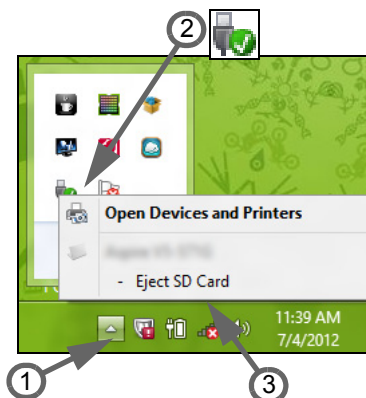 2
Open Devices and Printers
- Eject SD Card
11:39 AM
7/4/2012
1
3